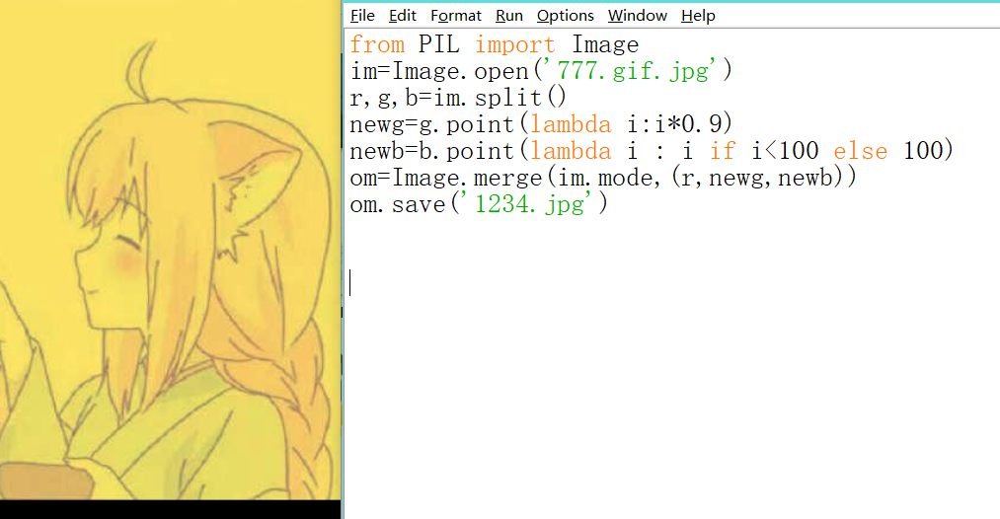 File Edit Format Run Options Window Help
from PIL import Image
im=Image.open('777.gif.jpg')
r,g,b=im.split()
newg=g.point(lambda i:i*0.9)
newb=b.point(lambda i : i if i<100 else 100)
om=Image.merge(im.mode,(r,newg,newb))
om.save('1234.jpg')